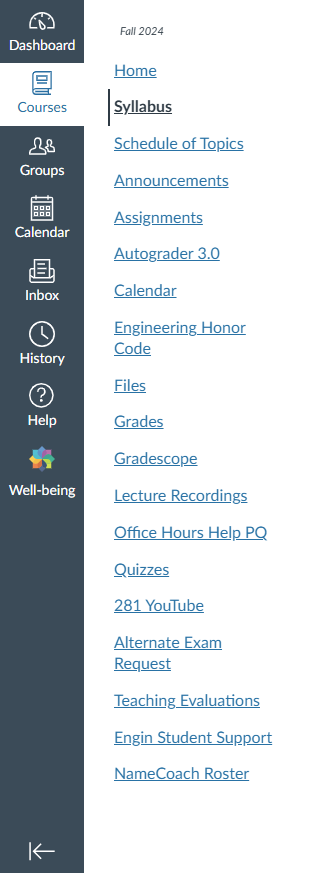 Dashboard
Courses
Groups
Calendar
Inbox
History
Help
Well-being
Fall 2024
Home
Syllabus
Schedule of Topics
Announcements
Assignments
Autograder 3.0
Calendar
Engineering Honor
Code
Files
Grades
Gradescope
Lecture Recordings
Office Hours Help PQ
Quizzes
281 YouTube
Alternate Exam
Request
Teaching Evaluations
Engin Student Support
NameCoach Roster